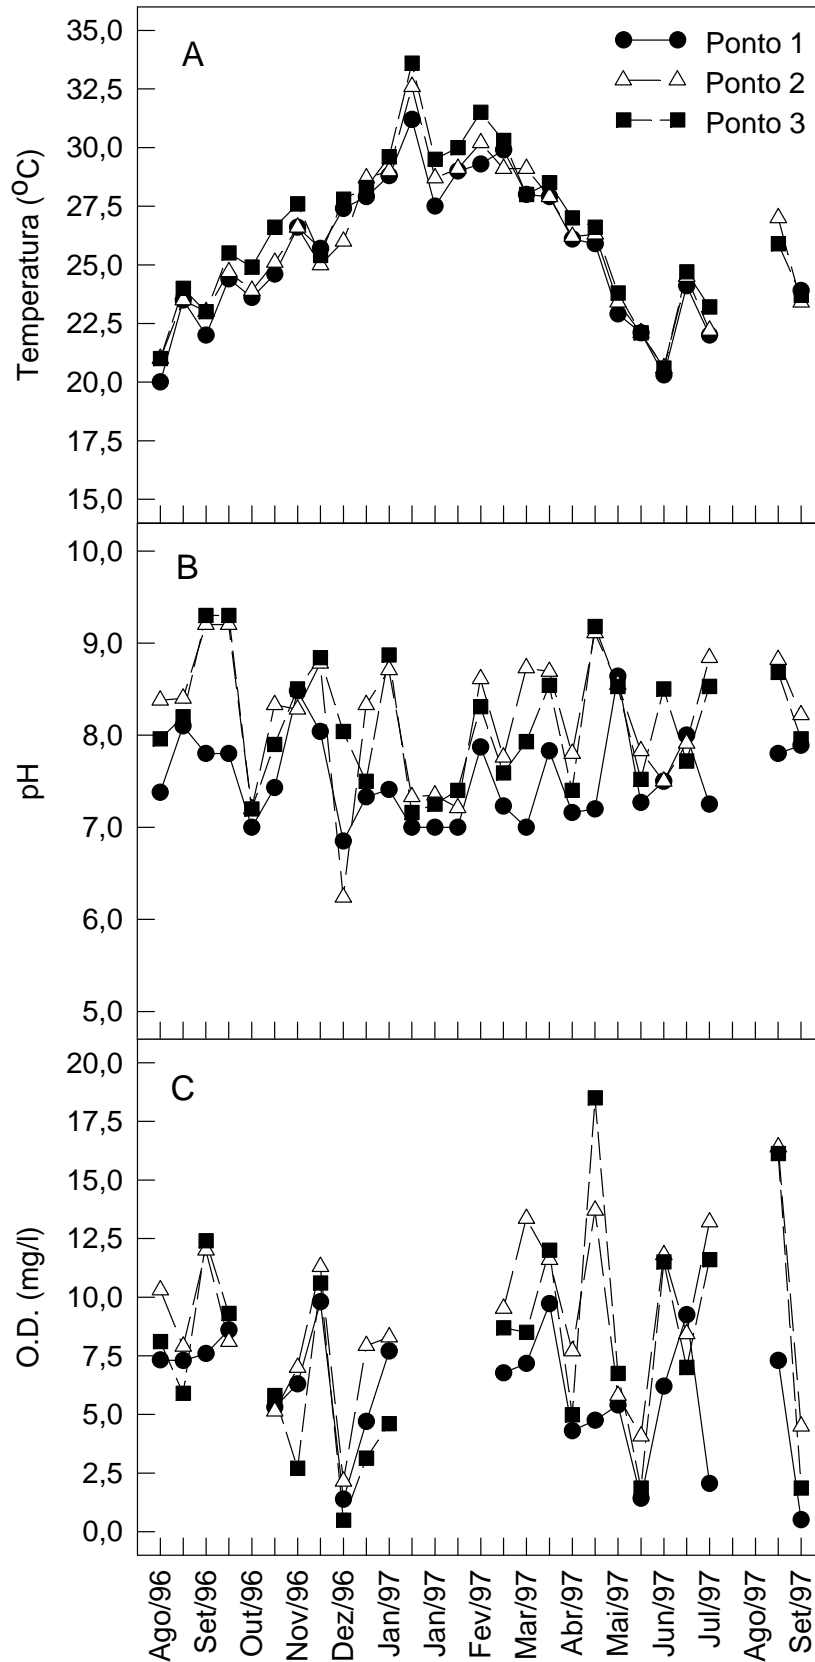 A
Ponto 1
Ponto 2
Ponto 3
Temperatura (°C)
35,0
32,5
30,0
27,5
25,0
22,5
20,0
17,5
15,0
B
pH
10,0
9,0
8,0
7,0
6,0
5,0
C
O.D. (mg/l)
20,0
17,5
15,0
12,5
10,0
7,5
5,0
2,5
0,0
Ago/96
Set/96
Out/96
Nov/96
Dez/96
Jan/97
Jan/97
Fev/97
Mar/97
Abr/97
Mai/97
Jun/97
Jul/97
Ago/97
Set/97